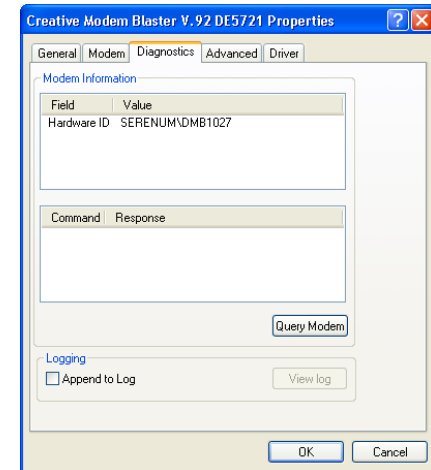 Creative Modem Blaster V.92 DE5721 Properties
General Modem Diagnostics Advanced Driver
Modem Information
Field Value
Hardware ID SERENUM\DMB1027
Command Response
Query Modem
Logging
Append to Log View log
OK Cancel